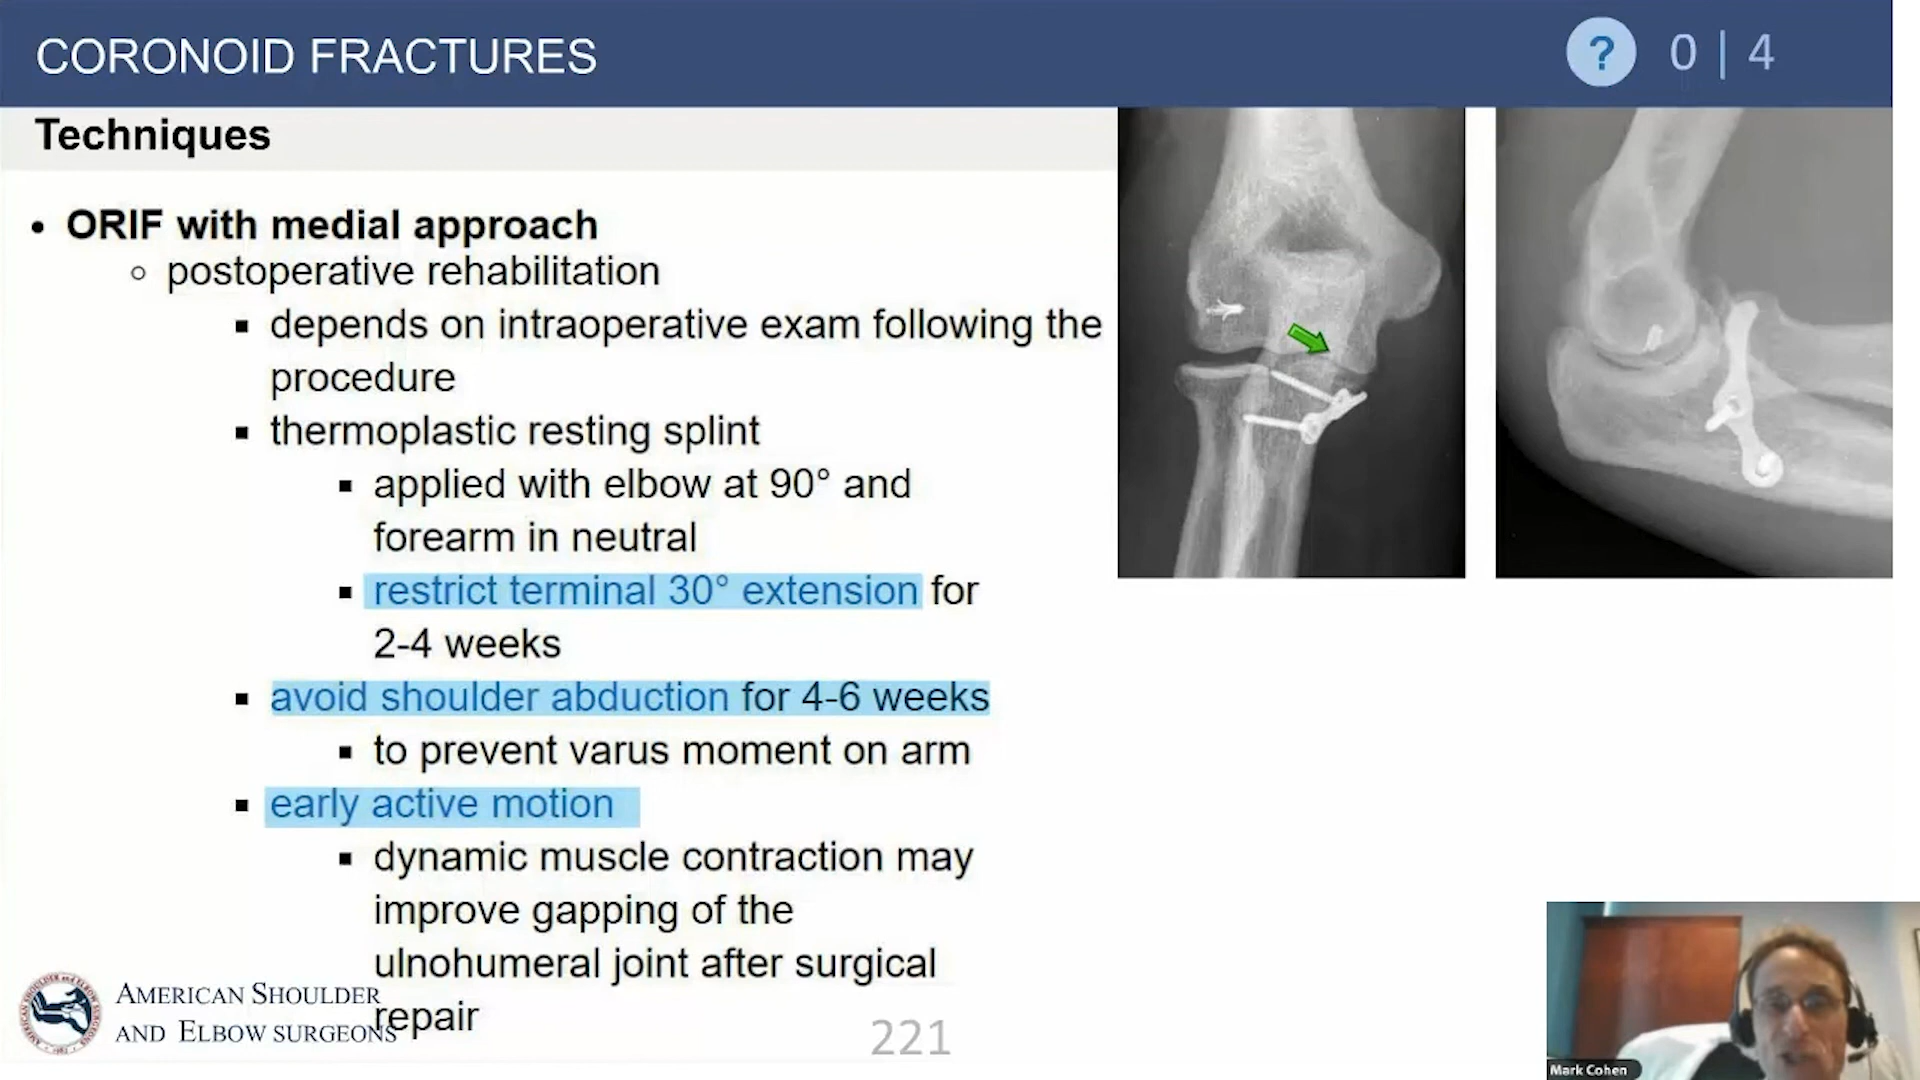 CORONOID FRACTURES
? 0 | 4
Techniques
• ORIF with medial approach
○ postoperative rehabilitation
▪ depends on intraoperative exam following the
procedure
▪ thermoplastic resting splint
▪ applied with elbow at 90° and
forearm in neutral
▪ restrict terminal 30° extension for
2-4 weeks
▪ avoid shoulder abduction for 4-6 weeks
▪ to prevent varus moment on arm
▪ early active motion
▪ dynamic muscle contraction may
improve gapping of the
ulnohumeral joint after surgical
repair
AMERICAN SHOULDER
AND ELBOW SURGEONS
221
Mark Cohen